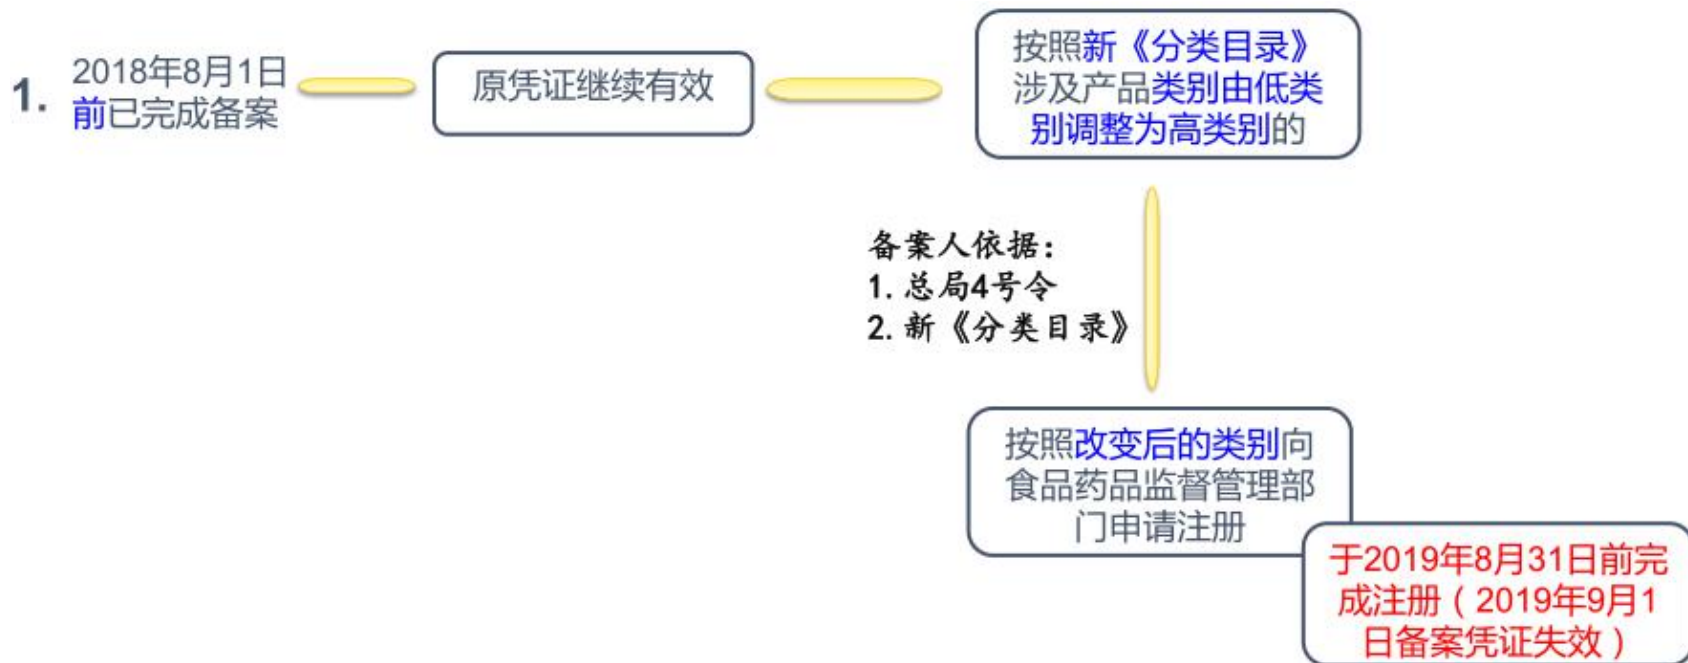 1.
2018年8月1日
前已完成备案
原凭证继续有效
按照新《分类目录》
涉及产品类别由低类
别调整为高类别的
备案人依据：
1. 总局4号令
2. 新《分类目录》
按照改变后的类别向
食品药品监督管理部
门申请注册
于2019年8月31日前完
成注册（2019年9月1
日备案凭证失效）